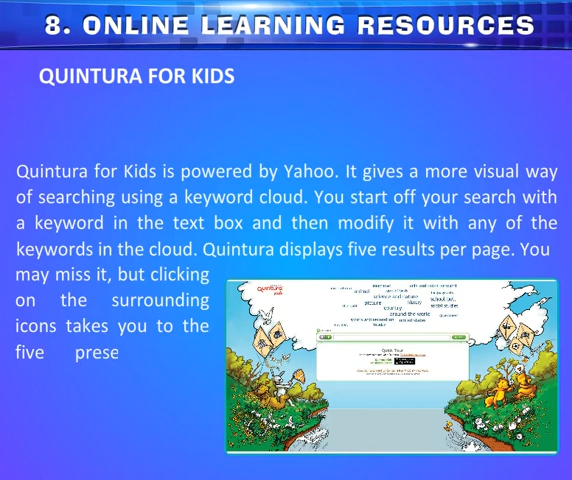 8. ONLINE LEARNING RESOURCES
QUINTURA FOR KIDS
Quintura for Kids is powered by Yahoo. It gives a more visual way
of searching using a keyword cloud. You start off your search with
a keyword in the text box and then modify it with any of the
keywords in the cloud. Quintura displays five results per page. You
may miss it, but clicking
on the surrounding
icons takes you to the
five prese
Quintura
science and nature
picture
history
country
around the world
Quick Tour